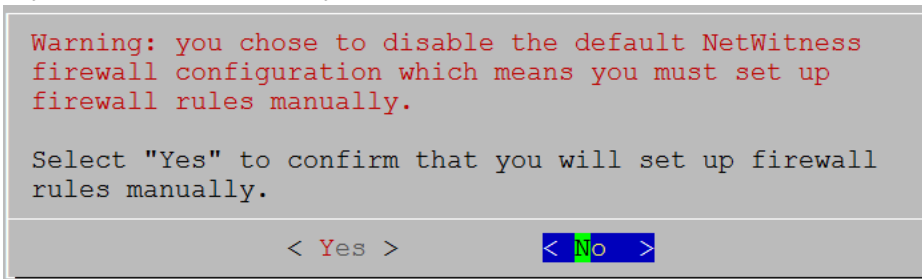 Warning: you chose to disable the default NetWitness
firewall configuration which means you must set up
firewall rules manually.
Select "Yes" to confirm that you will set up firewall
rules manually.
< Yes > < No >